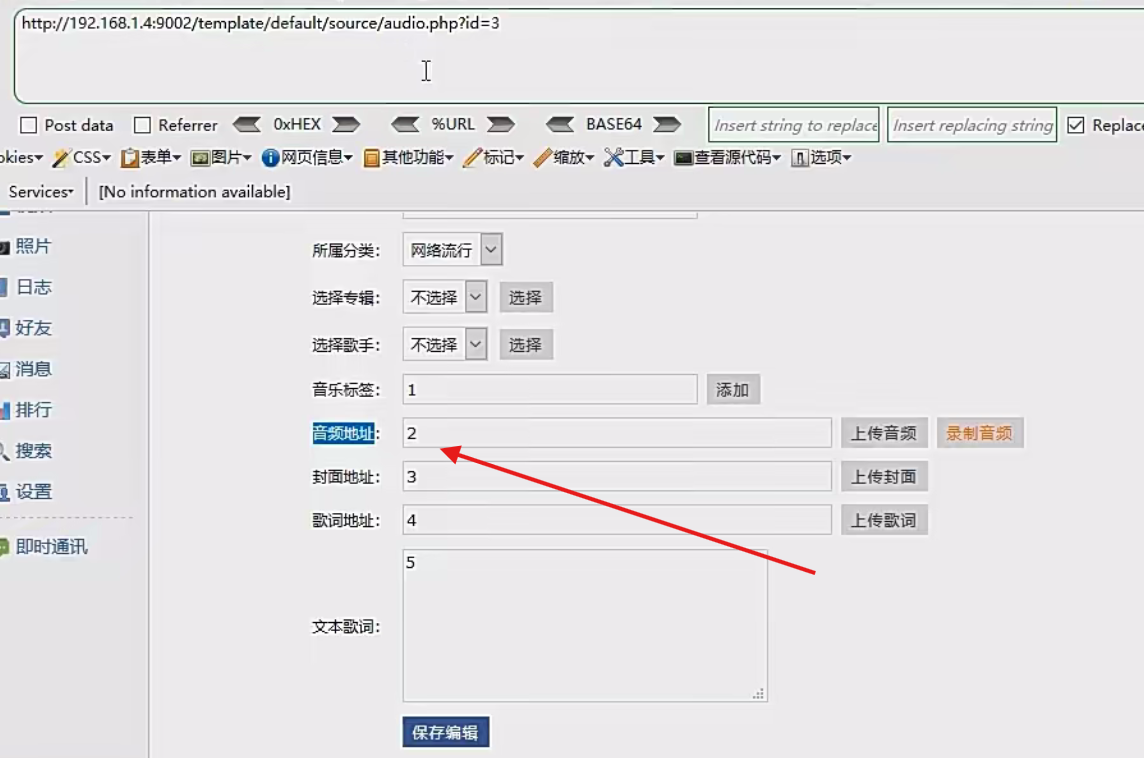 http://192.168.1.4:9002/template/default/source/audio.php?id=3
Post data Referrer 0xHEX %URL BASE64 Insert string to replace Insert replacing string Replace
okies CSS 表单 图片 网页信息 其他功能 标记 缩放 工具 查看源代码 选项
Services [No information available]
照片
日志
好友
消息
排行
搜索
设置
即时通讯
所属分类: 网络流行
选择专辑: 不选择 选择
选择歌手: 不选择 选择
音乐标签: 1 添加
音频地址: 2 上传音频 录制音频
封面地址: 3 上传封面
歌词地址: 4 上传歌词
文本歌词: 5
保存编辑